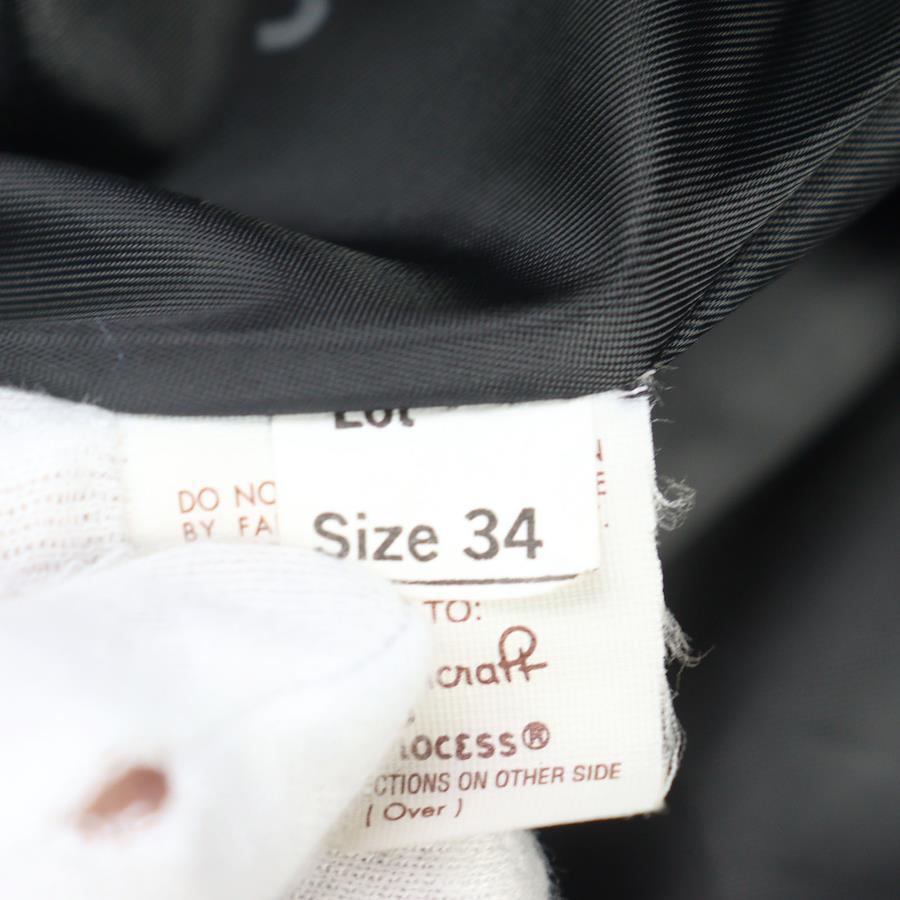 Lot
DO NO
BY FA
Size 34
TO:
craft
OCESS®
CTIONS ON OTHER SIDE
( Over )